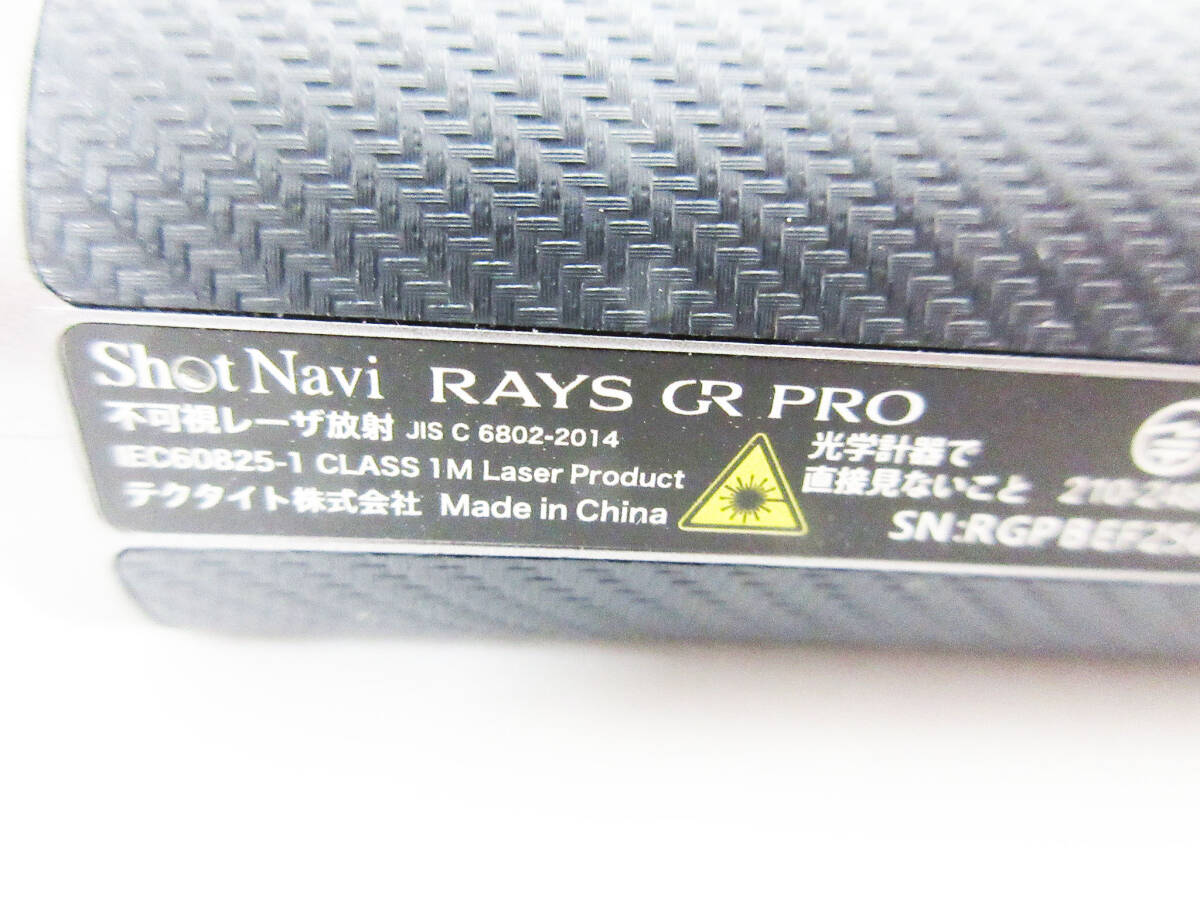 Shot Navi RAYS GR PRO
不可視レーザ放射 JIS C 6802-2014
IEC60825-1 CLASS 1M Laser Product
テクタイト株式会社 Made in China
光学計器で
直接見ないこと
SN:RGPBEF